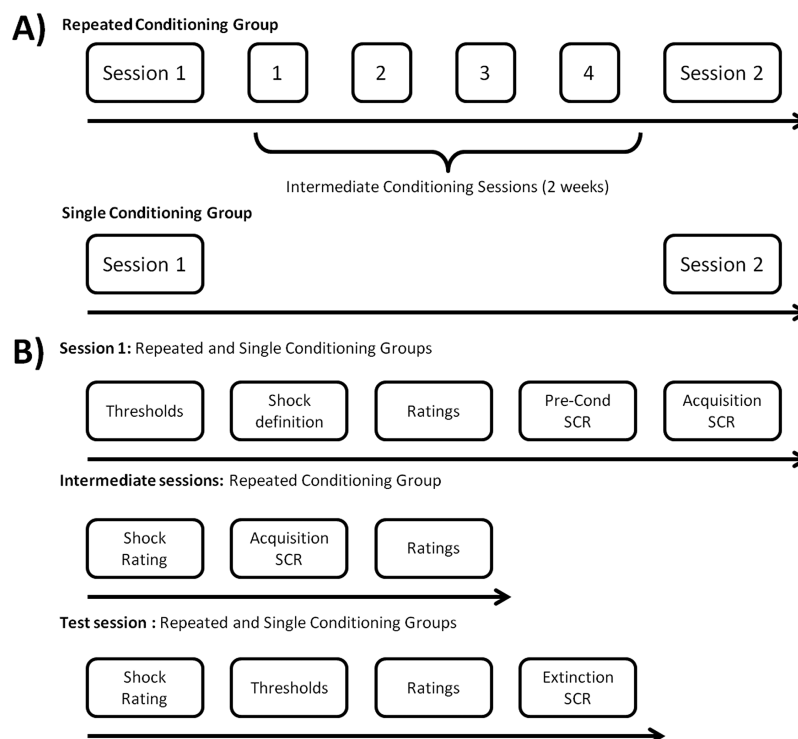 A)
Repeated Conditioning Group
Session 1
1
2
3
4
Session 2
Intermediate Conditioning Sessions (2 weeks)
Single Conditioning Group
Session 1
Session 2
B)
Session 1: Repeated and Single Conditioning Groups
Thresholds
Shock
definition
Ratings
Pre-Cond
SCR
Acquisition
SCR
Intermediate sessions: Repeated Conditioning Group
Shock
Rating
Acquisition
SCR
Ratings
Test session : Repeated and Single Conditioning Groups
Shock
Rating
Thresholds
Ratings
Extinction
SCR